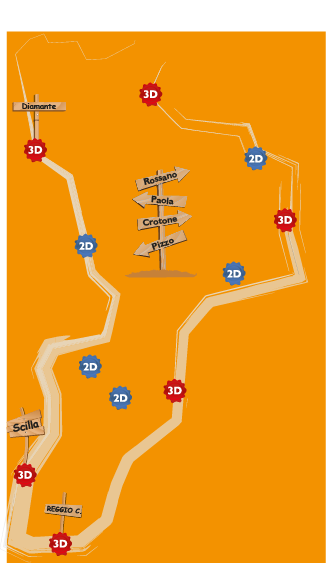 3D
Diamante
3D
2D
Rossano
Paola
Crotone
Pizzo
3D
2D
2D
2D
2D
3D
Scilla
3D
REGGIO C.
3D